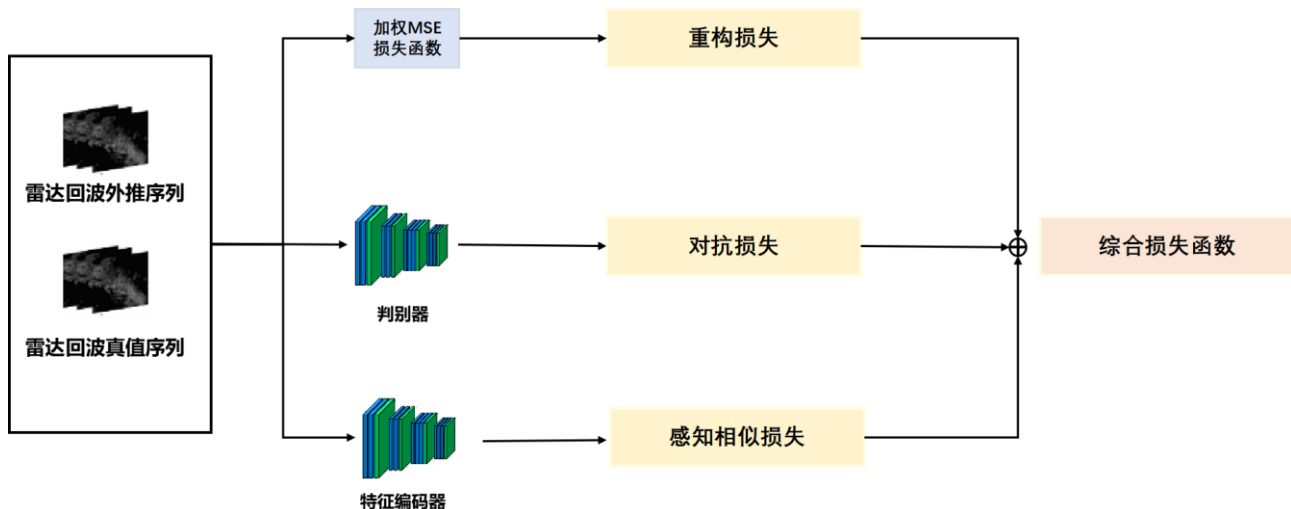 加权MSE
损失函数
重构损失
雷达回波外推序列
对抗损失
综合损失函数
判别器
雷达回波真值序列
感知相似损失
特征编码器